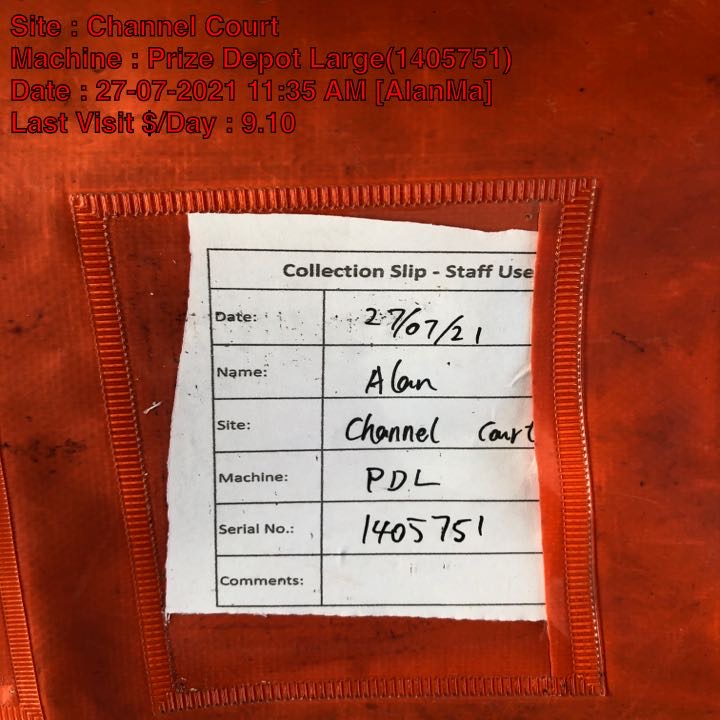 Site : Channel Court
Machine : Prize Depot Large(1405751)
Date : 27-07-2021 11:35 AM [AlanMa]
Last Visit $/Day : 9.10
Collection Slip - Staff Use
Date: 27/07/21
Name: Alan
Site: Channel Court
Machine: PDL
Serial No.: 1405751
Comments: